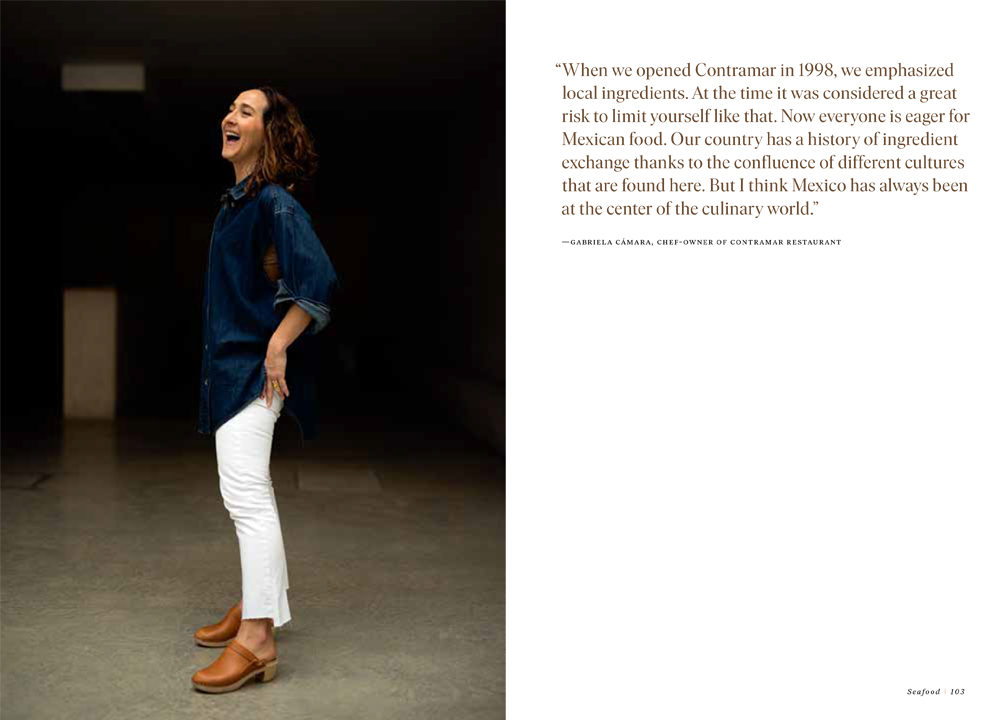 “When we opened Contramar in 1998, we emphasized
local ingredients. At the time it was considered a great
risk to limit yourself like that. Now everyone is eager for
Mexican food. Our country has a history of ingredient
exchange thanks to the confluence of different cultures
that are found here. But I think Mexico has always been
at the center of the culinary world.”
—GABRIELA CÁMARA, CHEF-OWNER OF CONTRAMAR RESTAURANT
Seafood | 103